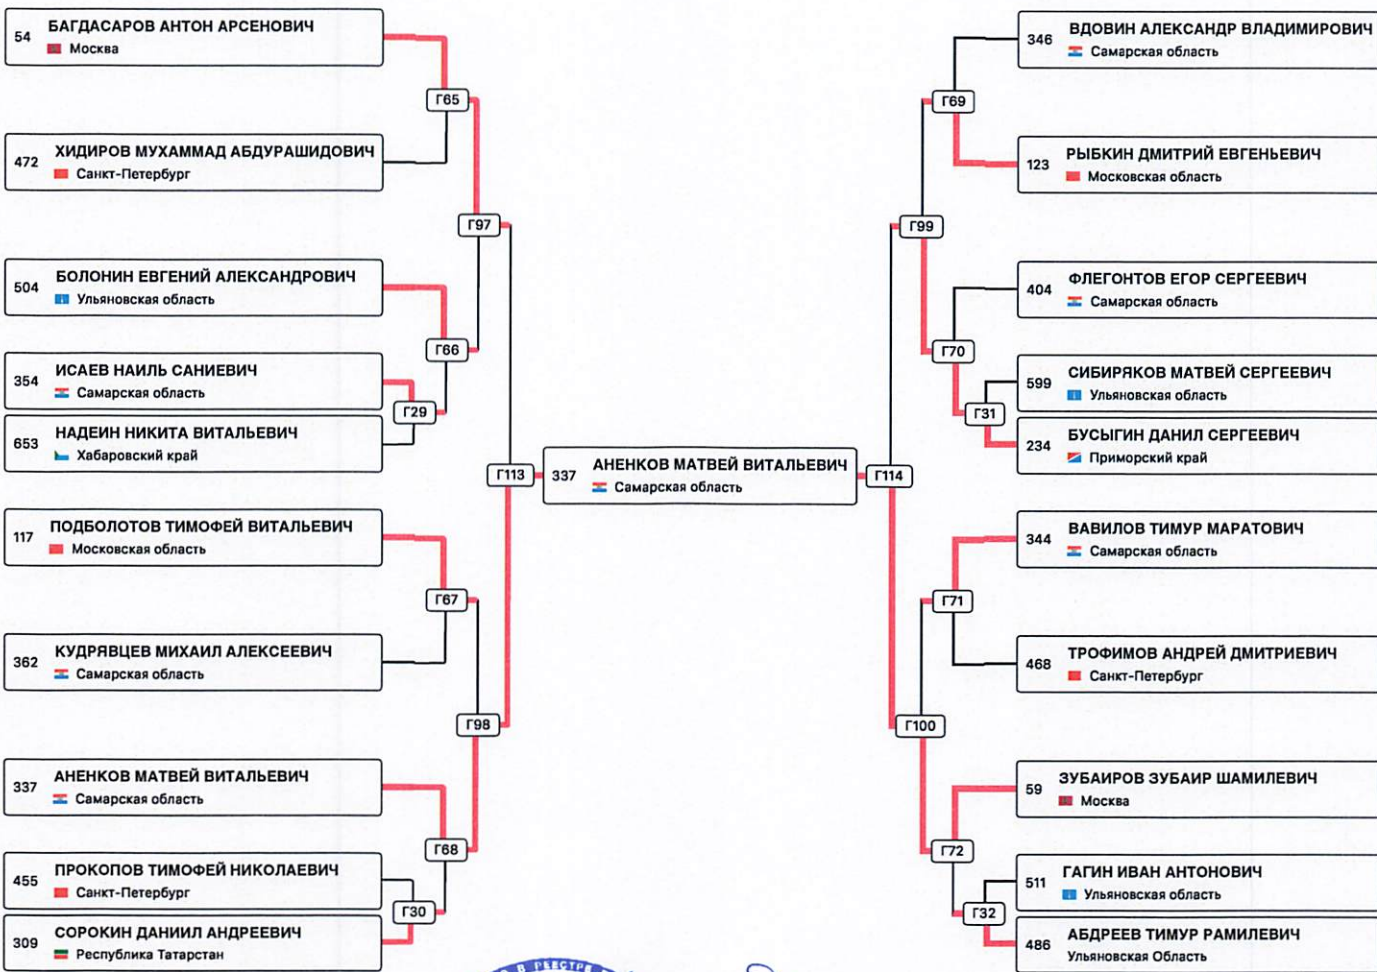 54 БАГДАСАРОВ АНТОН АРСЕНОВИЧ
Москва
Г65
472 ХИДИРОВ МУХАММАД АБДУРАШИДОВИЧ
Санкт-Петербург
Г97
504 БОЛОНИН ЕВГЕНИЙ АЛЕКСАНДРОВИЧ
Ульяновская область
Г66
354 ИСАЕВ НАИЛЬ САНИЕВИЧ
Самарская область
Г29
653 НАДЕИН НИКИТА ВИТАЛЬЕВИЧ
Хабаровский край
Г113
117 ПОДБОЛОТОВ ТИМОФЕЙ ВИТАЛЬЕВИЧ
Московская область
Г67
362 КУДРЯВЦЕВ МИХАИЛ АЛЕКСЕЕВИЧ
Самарская область
Г98
337 АНЕНКОВ МАТВЕЙ ВИТАЛЬЕВИЧ
Самарская область
Г68
455 ПРОКОПОВ ТИМОФЕЙ НИКОЛАЕВИЧ
Санкт-Петербург
Г30
309 СОРОКИН ДАНИИЛ АНДРЕЕВИЧ
Республика Татарстан
337 АНЕНКОВ МАТВЕЙ ВИТАЛЬЕВИЧ
Самарская область
346 ВДОВИН АЛЕКСАНДР ВЛАДИМИРОВИЧ
Самарская область
Г69
123 РЫБКИН ДМИТРИЙ ЕВГЕНЬЕВИЧ
Московская область
Г99
404 ФЛЕГОНТОВ ЕГОР СЕРГЕЕВИЧ
Самарская область
Г70
599 СИБИРЯКОВ МАТВЕЙ СЕРГЕЕВИЧ
Ульяновская область
Г31
234 БУСЫГИН ДАНИЛ СЕРГЕЕВИЧ
Приморский край
Г114
344 ВАВИЛОВ ТИМУР МАРАТОВИЧ
Самарская область
Г71
468 ТРОФИМОВ АНДРЕЙ ДМИТРИЕВИЧ
Санкт-Петербург
Г100
59 ЗУБАИРОВ ЗУБАИР ШАМИЛЕВИЧ
Москва
Г72
511 ГАГИН ИВАН АНТОНОВИЧ
Ульяновская область
Г32
486 АБДРЕЕВ ТИМУР РАМИЛЕВИЧ
Ульяновская Область
В РЕЕСТРЕ